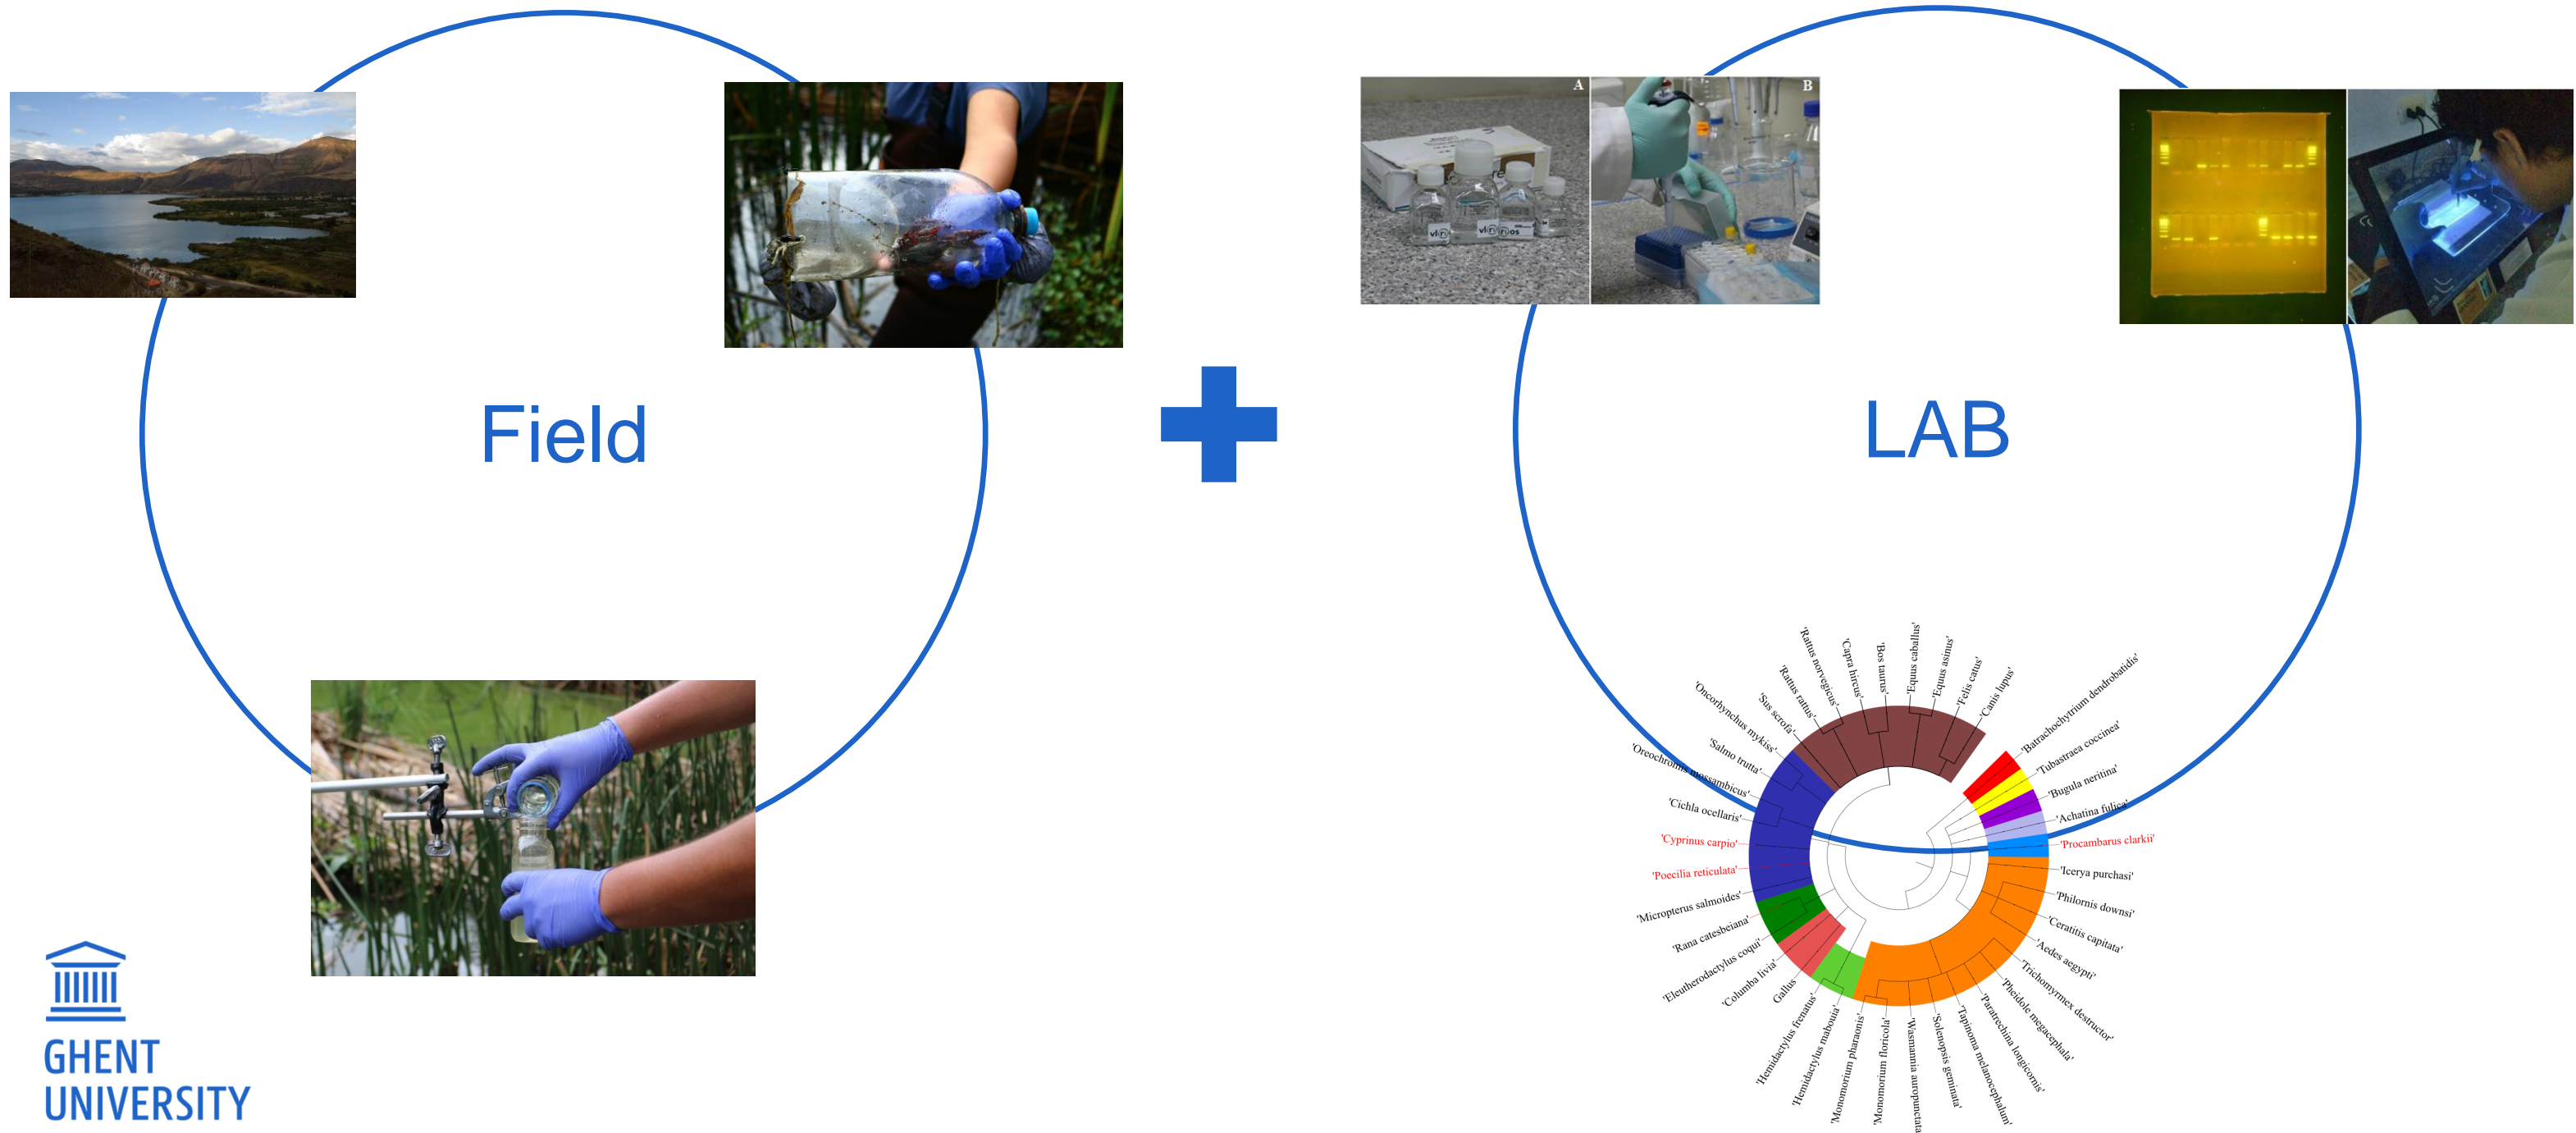 Field
LAB
A
B
'Rattus norvegicus'
'Capra hircus'
'Bos taurus'
'Equus caballus'
'Equus asinus'
'Felis catus'
'Canis lupus'
'Batrachochytrium dendrobatidis'
'Tubastraea coccinea'
'Bugula neritina'
'Achatina fulica'
'Procambarus clarkii'
'Icerya purchasi'
'Philornis downsi'
'Ceratitis capitata'
'Aedes aegypti'
'Trichomyrmex destructor'
'Pheidole megacephala'
'Paratrechina longicornis'
'Tapinoma melanocephalum'
'Solenopsis geminata'
'Wasmannia auropunctata
'Monomorium floricola'
'Monomorium pharaonis'
'Hemidactylus mabouia'
'Hemidactylus frenatus'
Gallus
'Columba livia'
'Eleutherodactylus coqui'
'Rana catesbeiana'
'Micropterus salmoides'
'Poecilia reticulata'
'Cyprinus carpio'
'Cichla ocellaris'
'Oreochromis mossambicus'
'Salmo trutta'
'Oncorhynchus mykiss'
'Sus scrofa'
'Rattus rattus'
GHENT
UNIVERSITY